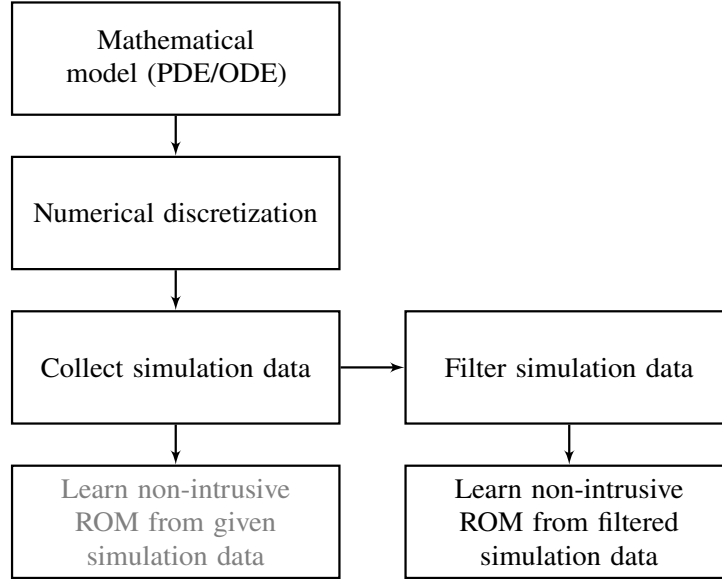 Mathematical
model (PDE/ODE)
Numerical discretization
Collect simulation data
Filter simulation data
Learn non-intrusive
ROM from given
simulation data
Learn non-intrusive
ROM from filtered
simulation data